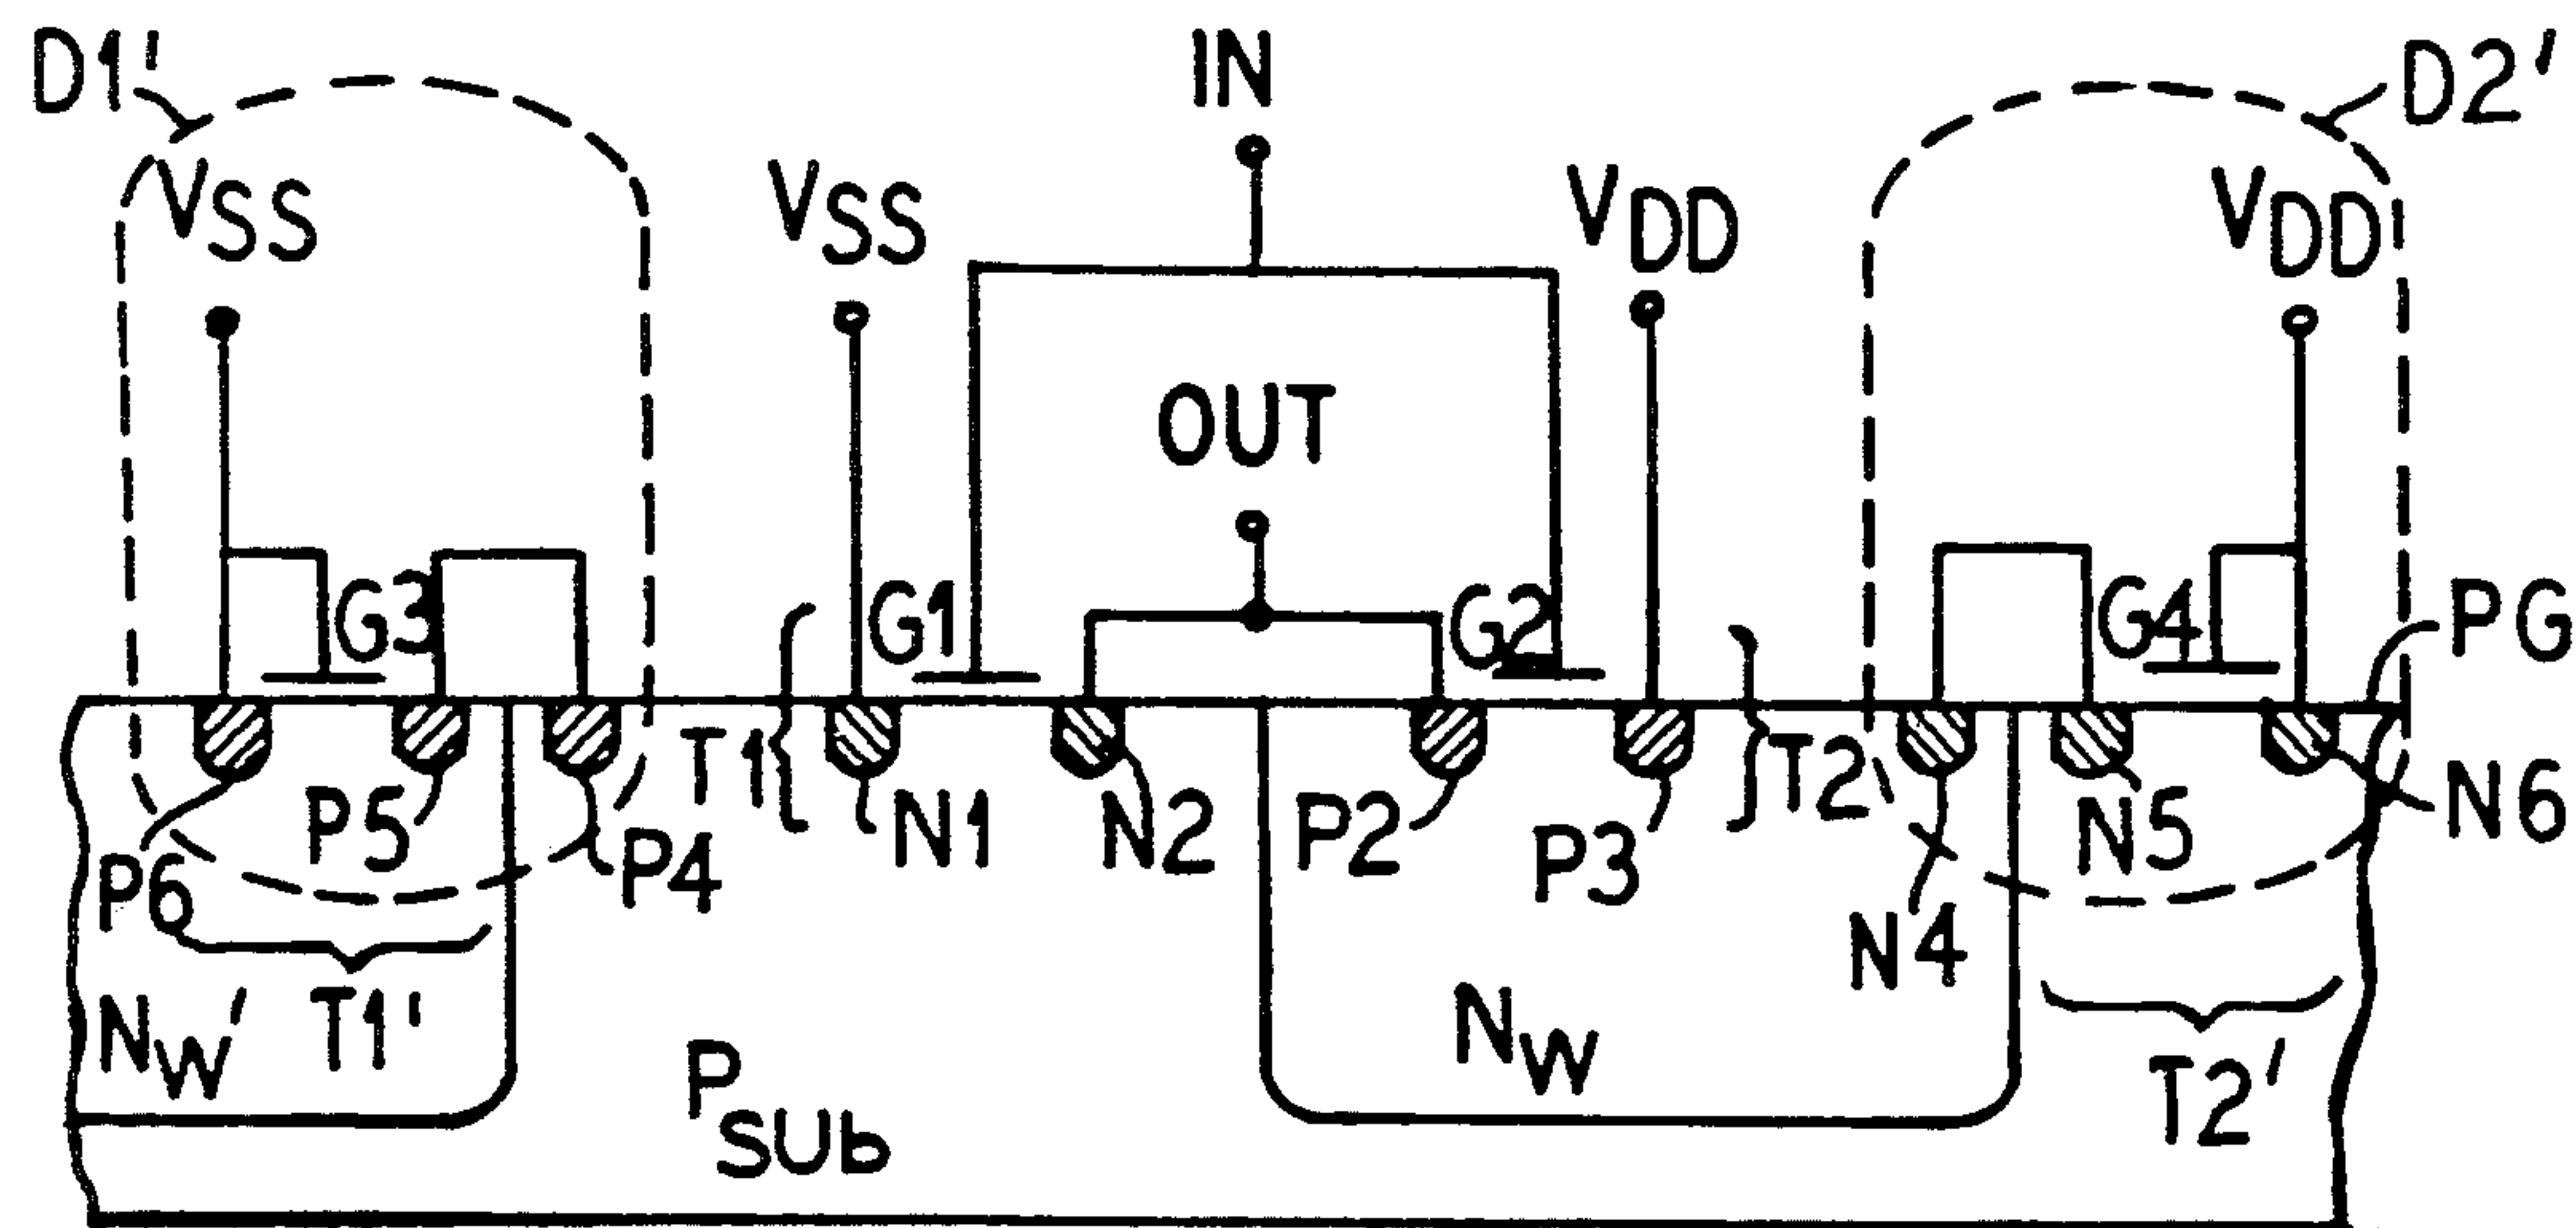 D1'
IN
D2'
VSS
VSS
VDD
VDD
OUT
G3
G1
G2
G4
PG
T1
T2
P6
P5
P4
N1
N2
P2
P3
N4
N5
N6
NW'
T1'
PSUb
NW
T2'